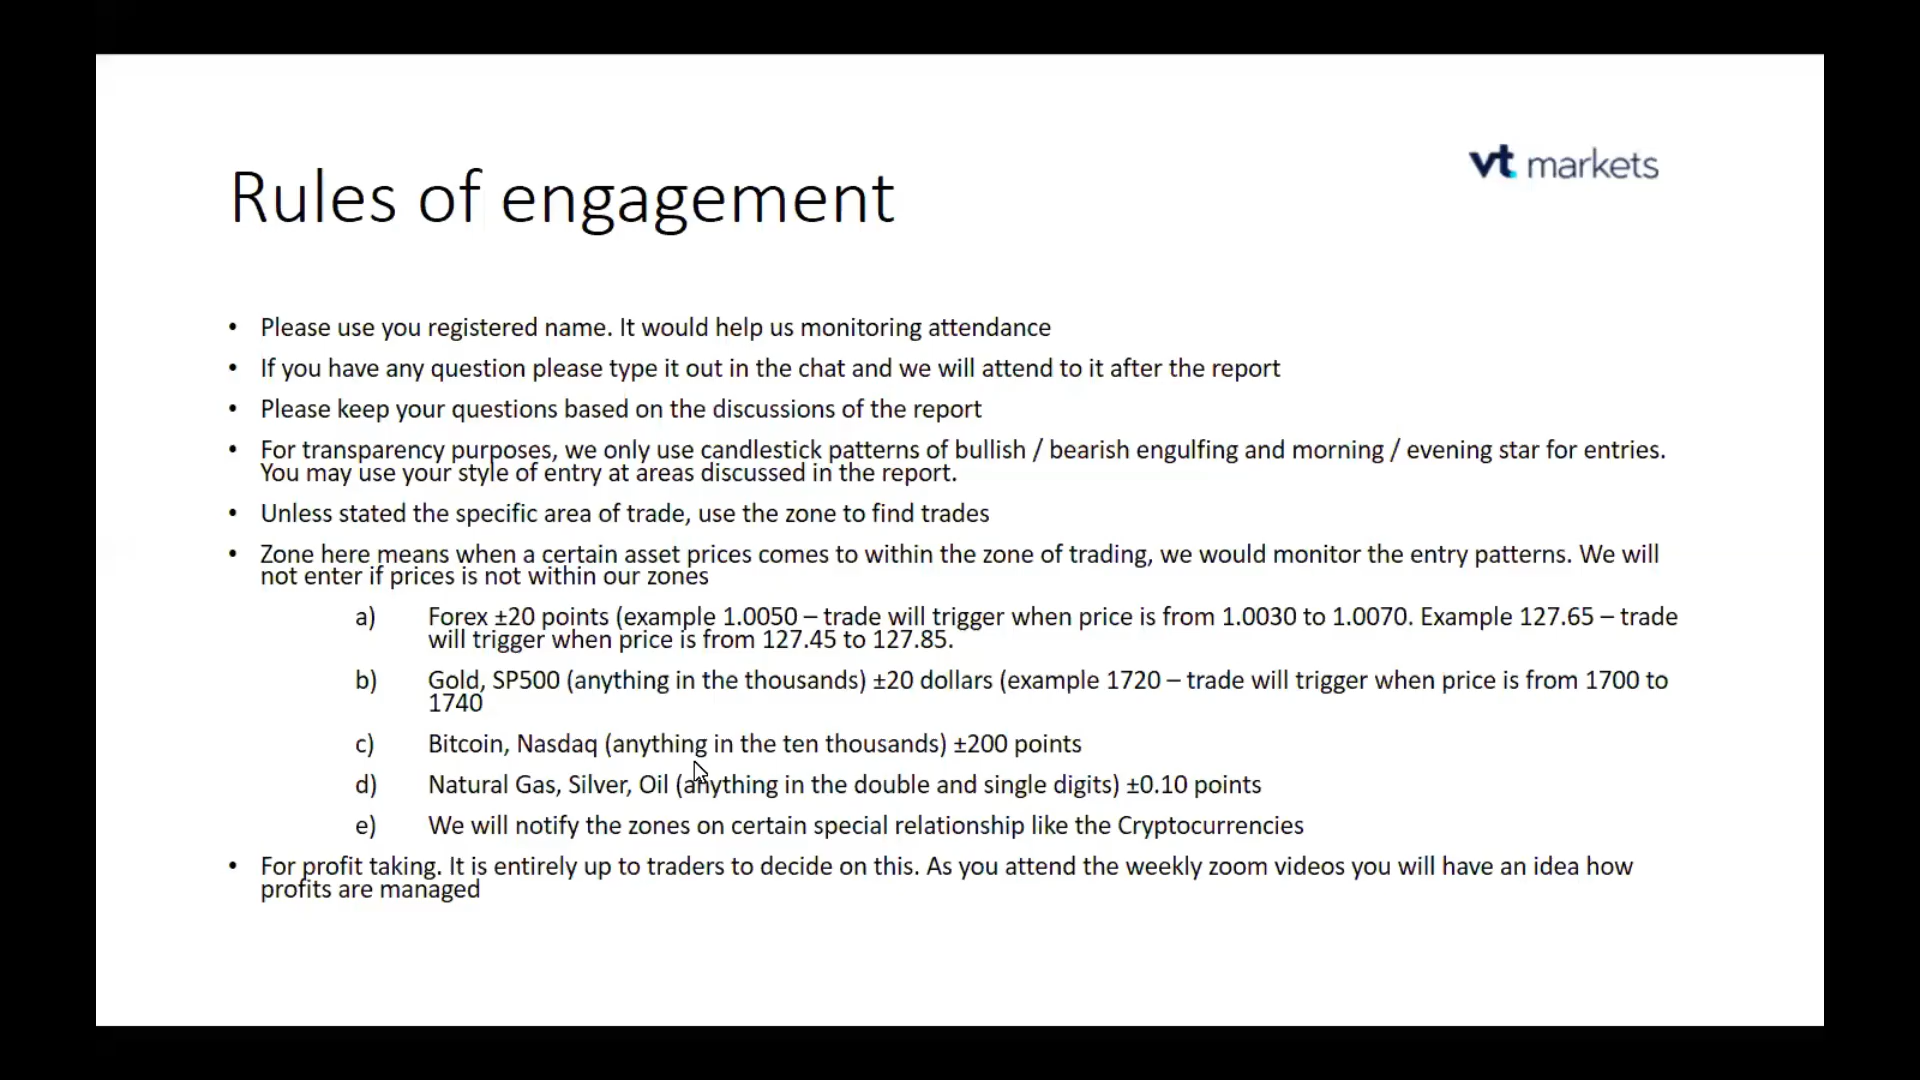 vt markets
Rules of engagement
• Please use you registered name. It would help us monitoring attendance
• If you have any question please type it out in the chat and we will attend to it after the report
• Please keep your questions based on the discussions of the report
• For transparency purposes, we only use candlestick patterns of bullish / bearish engulfing and morning / evening star for entries.
You may use your style of entry at areas discussed in the report.
• Unless stated the specific area of trade, use the zone to find trades
• Zone here means when a certain asset prices comes to within the zone of trading, we would monitor the entry patterns. We will
not enter if prices is not within our zones
a) Forex ±20 points (example 1.0050 – trade will trigger when price is from 1.0030 to 1.0070. Example 127.65 – trade
will trigger when price is from 127.45 to 127.85.
b) Gold, SP500 (anything in the thousands) ±20 dollars (example 1720 – trade will trigger when price is from 1700 to
1740
c) Bitcoin, Nasdaq (anything in the ten thousands) ±200 points
d) Natural Gas, Silver, Oil (anything in the double and single digits) ±0.10 points
e) We will notify the zones on certain special relationship like the Cryptocurrencies
• For profit taking. It is entirely up to traders to decide on this. As you attend the weekly zoom videos you will have an idea how
profits are managed